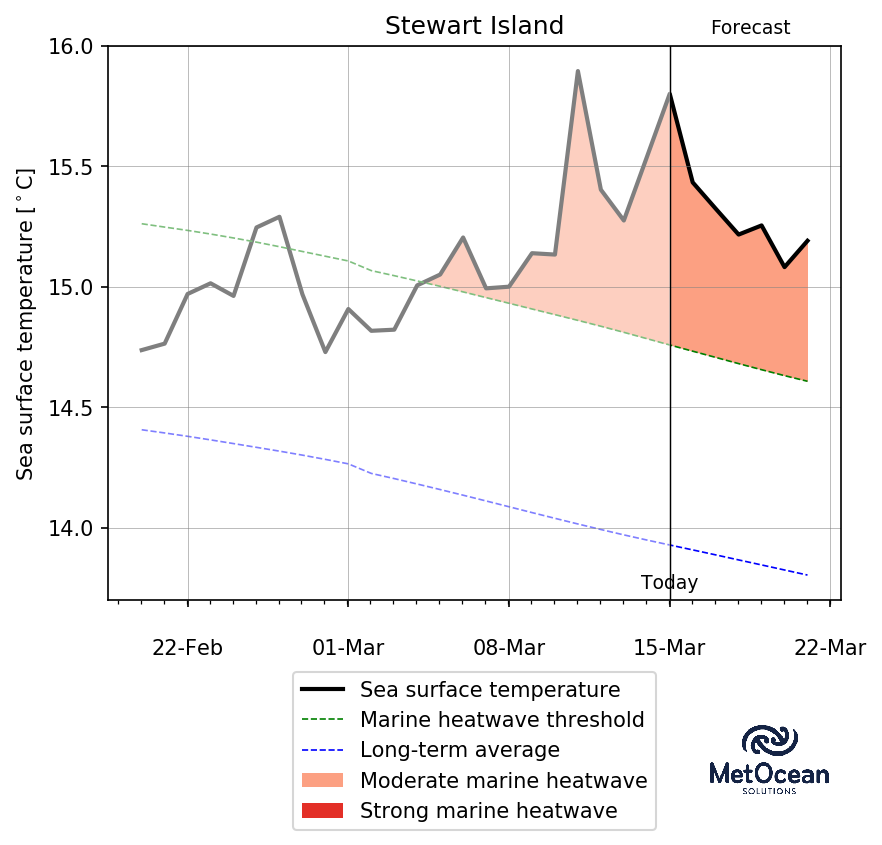 Stewart Island
Forecast
16.0
15.5
15.0
14.5
14.0
Sea surface temperature [°C]
Today
22-Feb
01-Mar
08-Mar
15-Mar
22-Mar
Sea surface temperature
Marine heatwave threshold
Long-term average
Moderate marine heatwave
Strong marine heatwave
MetOcean
SOLUTIONS